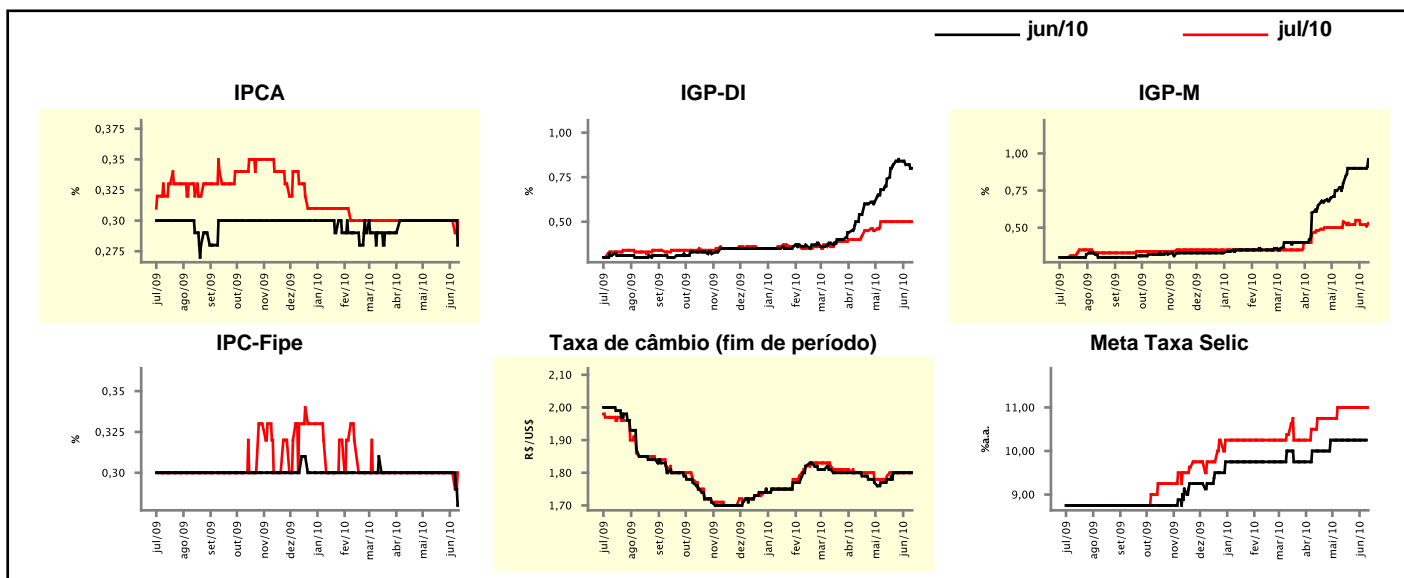 jun/10 jul/10
IPCA
0,375
0,35
0,325
0,30
0,275
%
jul/09 ago/09 set/09 out/09 nov/09 dez/09 jan/10 fev/10 mar/10 abr/10 mai/10 jun/10
IGP-DI
1,00
0,75
0,50
%
jul/09 ago/09 set/09 out/09 nov/09 dez/09 jan/10 fev/10 mar/10 abr/10 mai/10 jun/10
IGP-M
1,00
0,75
0,50
%
jul/09 ago/09 set/09 out/09 nov/09 dez/09 jan/10 fev/10 mar/10 abr/10 mai/10 jun/10
IPC-Fipe
0,35
0,325
0,30
%
jul/09 ago/09 set/09 out/09 nov/09 dez/09 jan/10 fev/10 mar/10 abr/10 mai/10 jun/10
Taxa de câmbio (fim de período)
2,10
2,00
1,90
1,80
1,70
R$/US$
jul/09 ago/09 set/09 out/09 nov/09 dez/09 jan/10 fev/10 mar/10 abr/10 mai/10 jun/10
Meta Taxa Selic
11,00
10,00
9,00
%a.a.
jul/09 ago/09 set/09 out/09 nov/09 dez/09 jan/10 fev/10 mar/10 abr/10 mai/10 jun/10